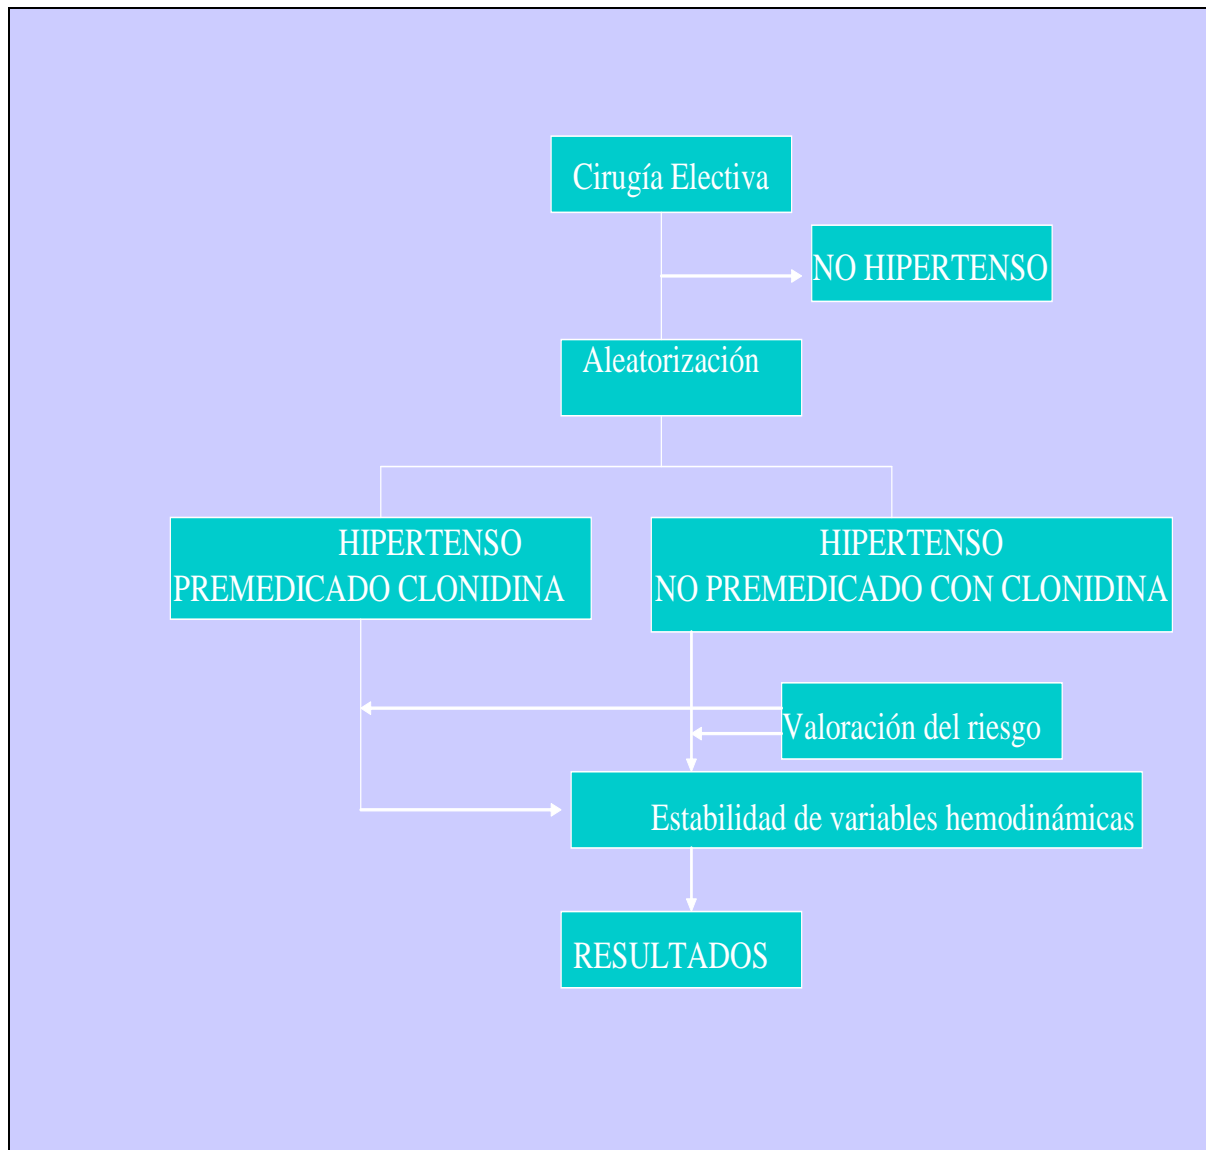 Cirugía Electiva
NO HIPERTENSO
Aleatorización
HIPERTENSO
PREMEDICADO CLONIDINA
HIPERTENSO
NO PREMEDICADO CON CLONIDINA
Valoración del riesgo
Estabilidad de variables hemodinámicas
RESULTADOS